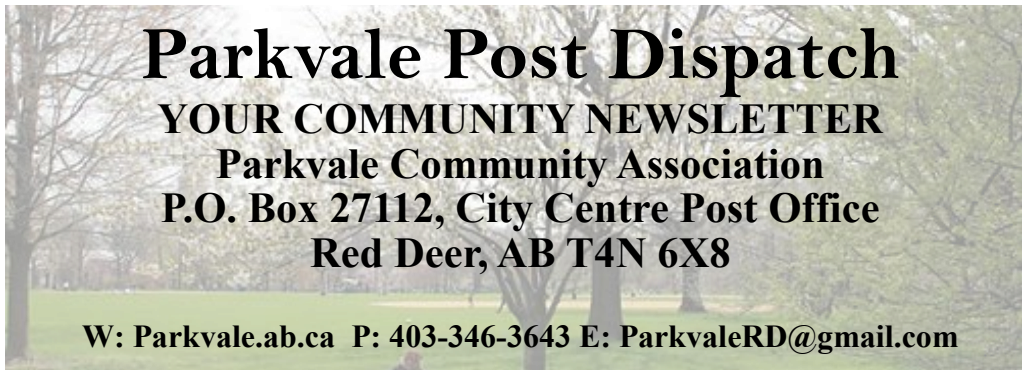 Parkvale Post Dispatch
YOUR COMMUNITY NEWSLETTER
Parkvale Community Association
P.O. Box 27112, City Centre Post Office
Red Deer, AB T4N 6X8
W: Parkvale.ab.ca P: 403-346-3643 E: ParkvaleRD@gmail.com